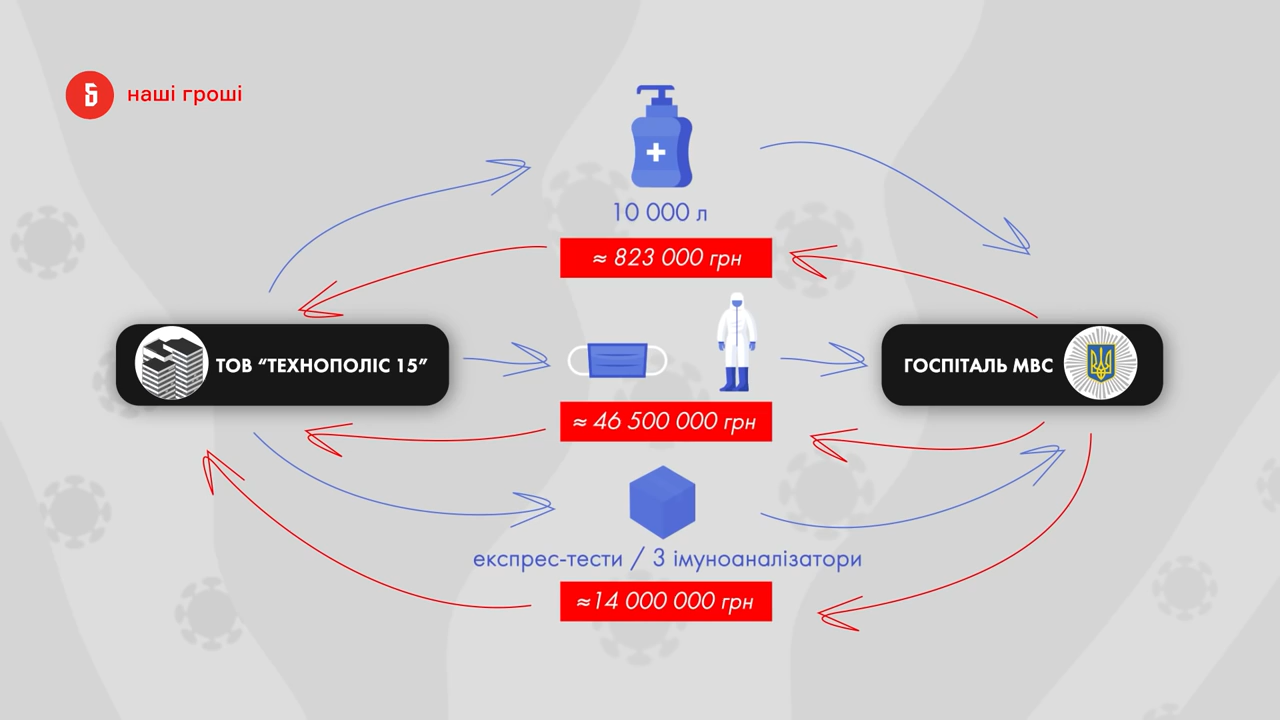 наші гроші
10 000 л
≈ 823 000 грн
ТОВ “ТЕХНОПОЛІС 15”
ГОСПІТАЛЬ МВС
≈ 46 500 000 грн
експрес-тести / 3 імуноаналізатори
≈14 000 000 грн